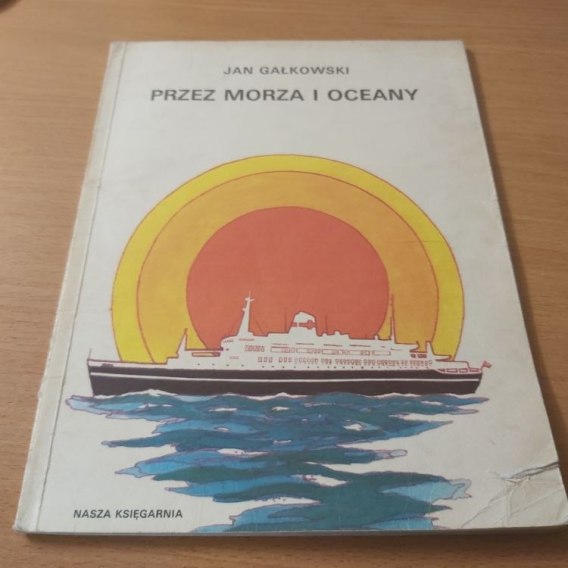 JAN GAŁKOWSKI
PRZEZ MORZA I OCEANY
NASZA KSIĘGARNIA